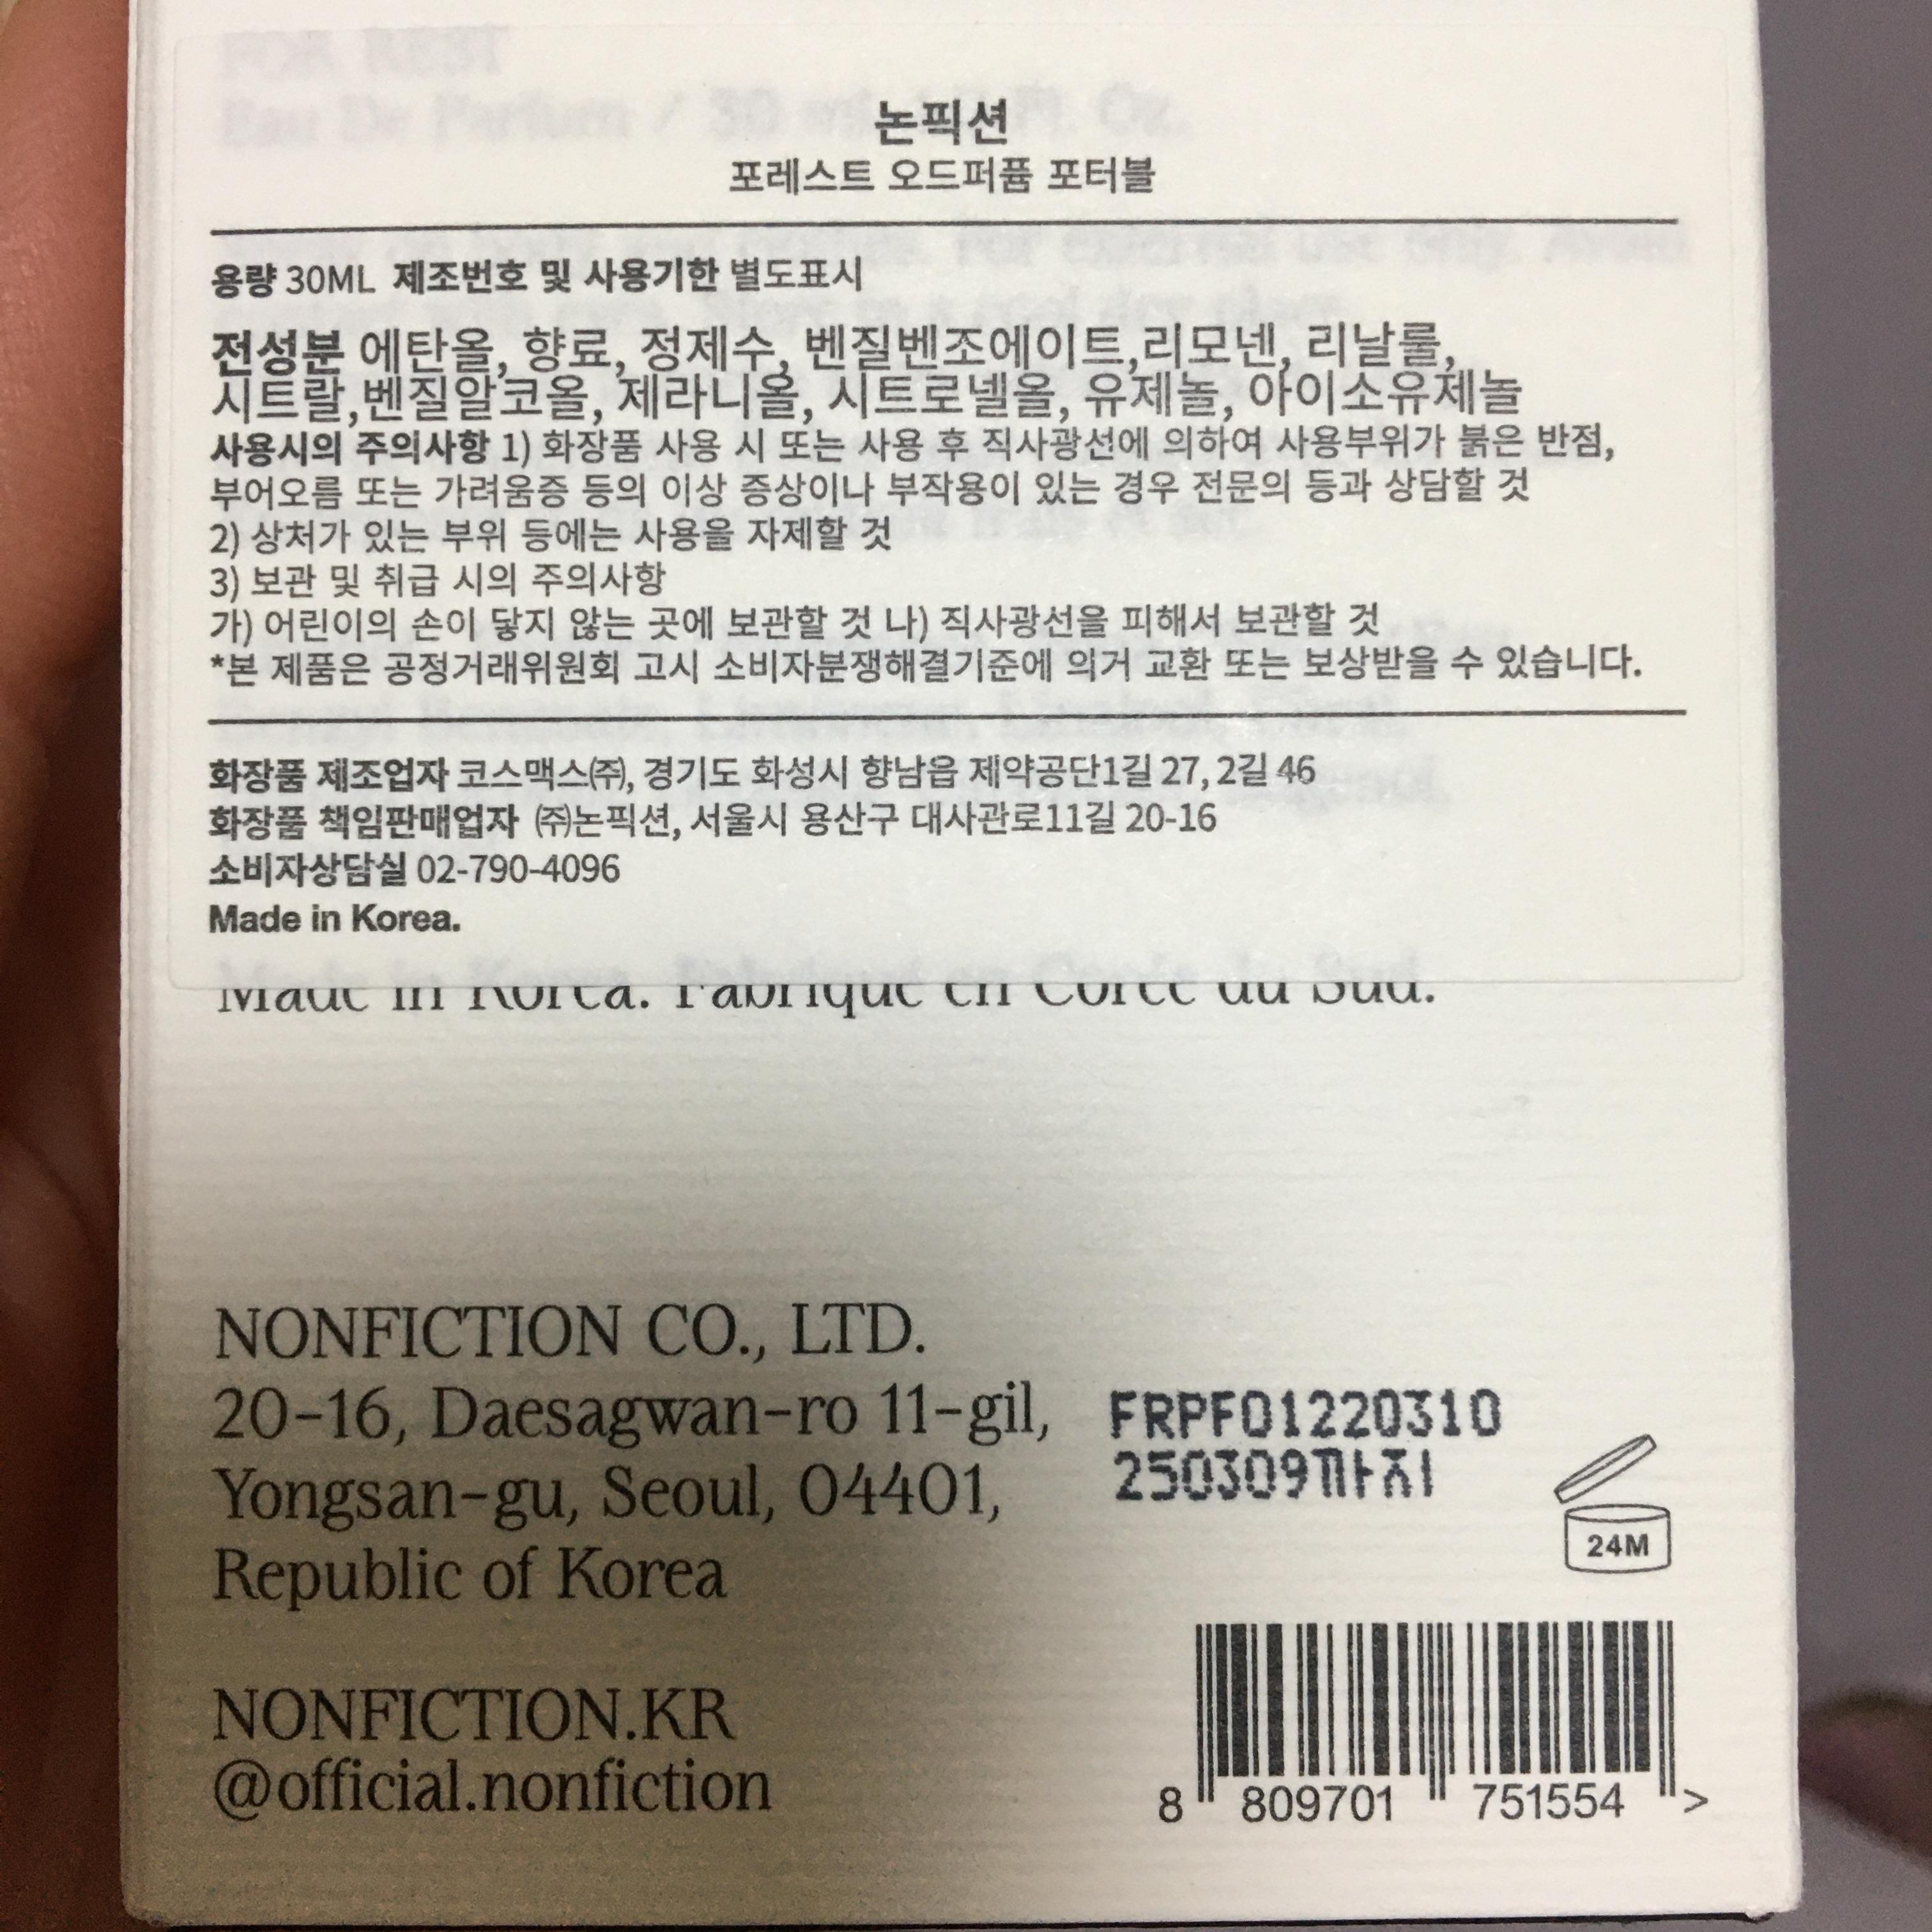 논픽션
포레스트 오드퍼퓸 포터블
용량 30ML 제조번호 및 사용기한 별도표시
전성분 에탄올, 향료, 정제수, 벤질벤조에이트,리모넨, 리날룰,
시트랄,벤질알코올, 제라니올, 시트로넬올, 유제놀, 아이소유제놀
사용시의 주의사항 1) 화장품 사용 시 또는 사용 후 직사광선에 의하여 사용부위가 붉은 반점,
부어오름 또는 가려움증 등의 이상 증상이나 부작용이 있는 경우 전문의 등과 상담할 것
2) 상처가 있는 부위 등에는 사용을 자제할 것
3) 보관 및 취급 시의 주의사항
가) 어린이의 손이 닿지 않는 곳에 보관할 것 나) 직사광선을 피해서 보관할 것
*본 제품은 공정거래위원회 고시 소비자분쟁해결기준에 의거 교환 또는 보상받을 수 있습니다.
화장품 제조업자 코스맥스㈜, 경기도 화성시 향남읍 제약공단1길 27, 2길 46
화장품 책임판매업자 ㈜논픽션, 서울시 용산구 대사관로11길 20-16
소비자상담실 02-790-4096
Made in Korea.
Made in Korea. Fabriqué en Corée du Sud.
NONFICTION CO., LTD.
20-16, Daesagwan-ro 11-gil,
Yongsan-gu, Seoul, 04401,
Republic of Korea
FRPF01220310
250309까지
24M
NONFICTION.KR
@official.nonfiction
8 809701 751554 >